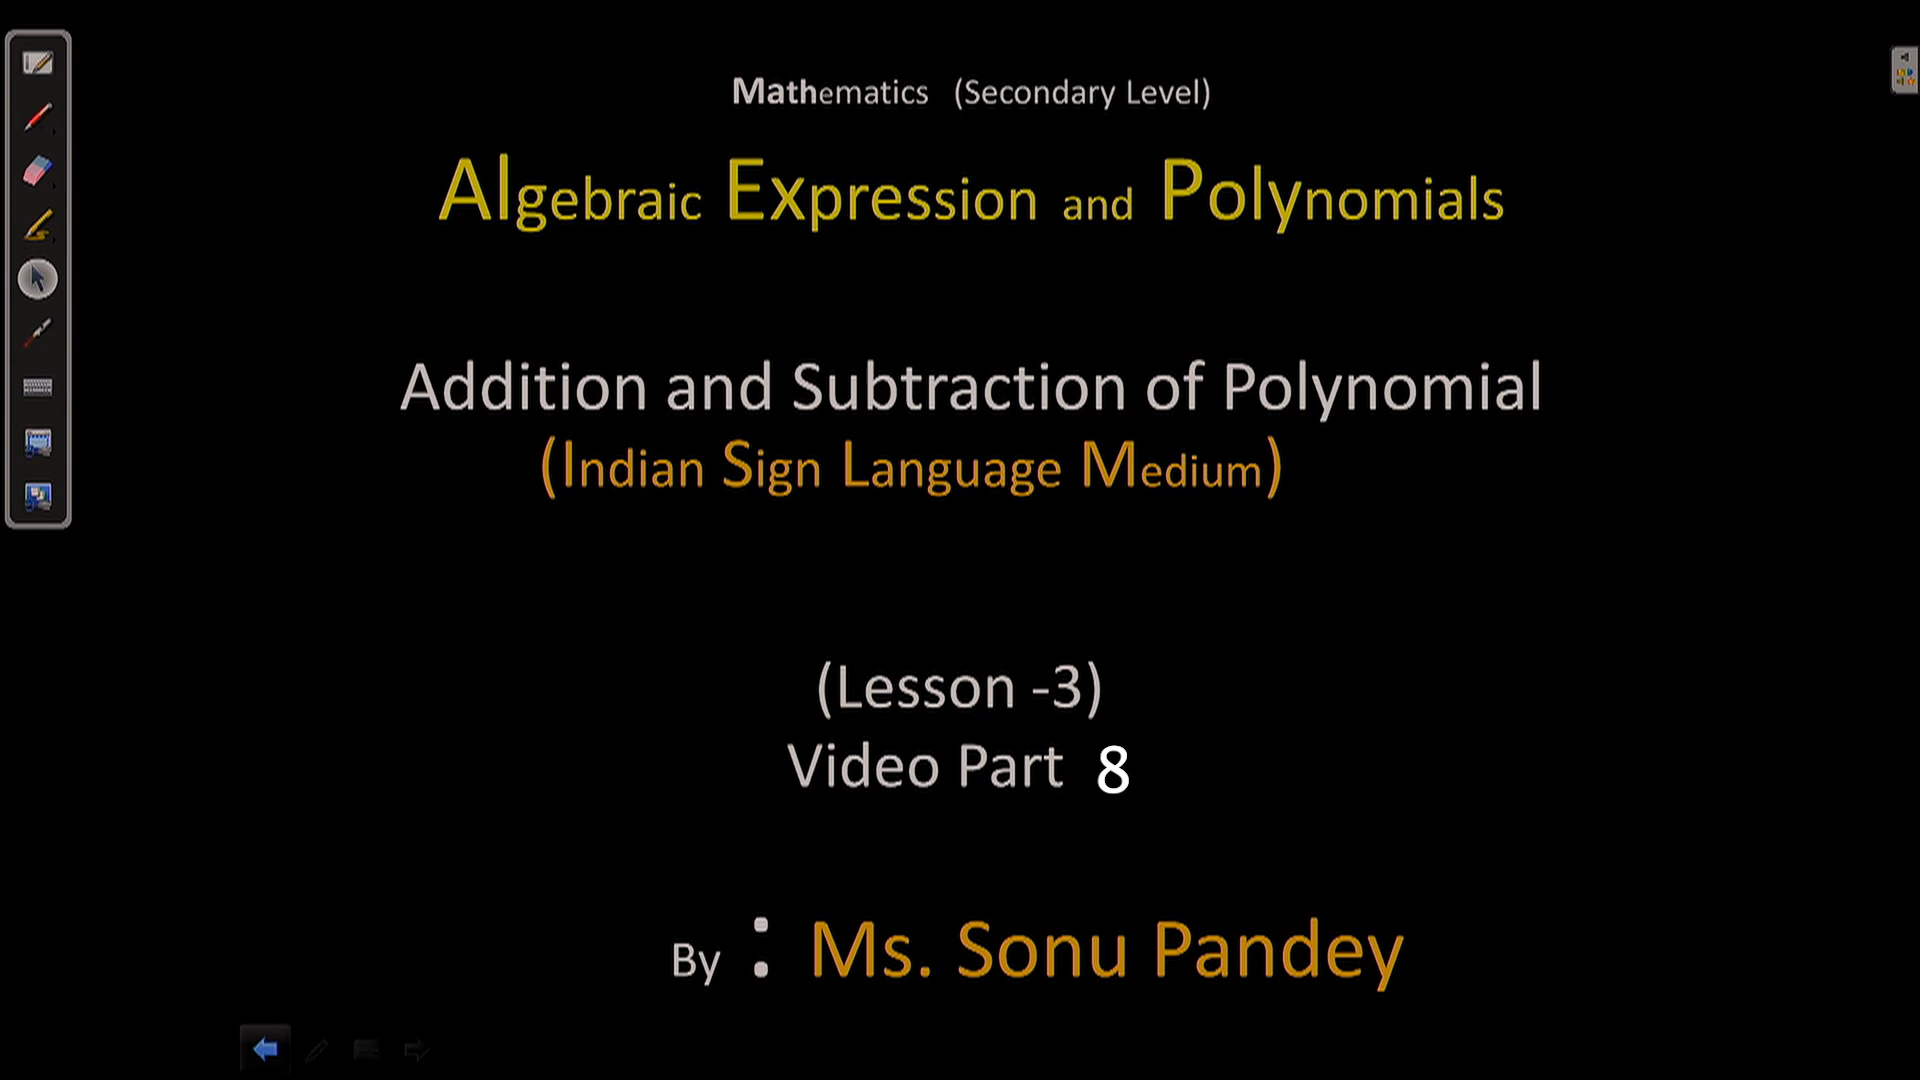 Mathematics (Secondary Level)
Algebraic Expression and Polynomials
Addition and Subtraction of Polynomial
(Indian Sign Language Medium)
(Lesson -3)
Video Part 8
By : Ms. Sonu Pandey